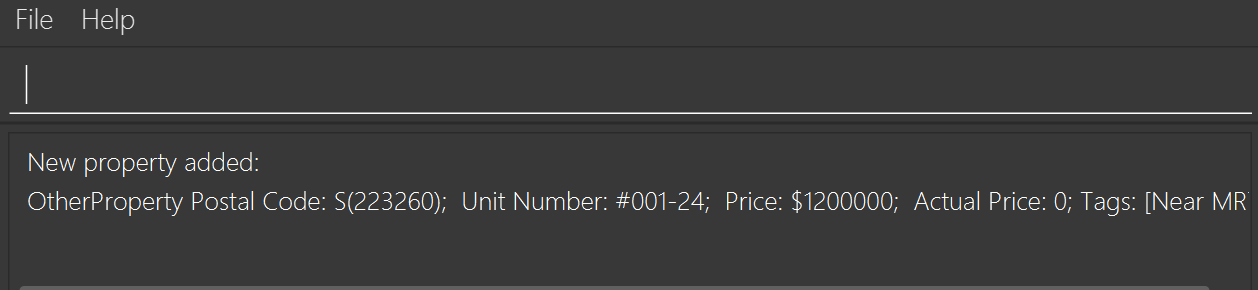 File Help
New property added:
OtherProperty Postal Code: S(223260); Unit Number: #001-24; Price: $1200000; Actual Price: 0; Tags: [Near MR